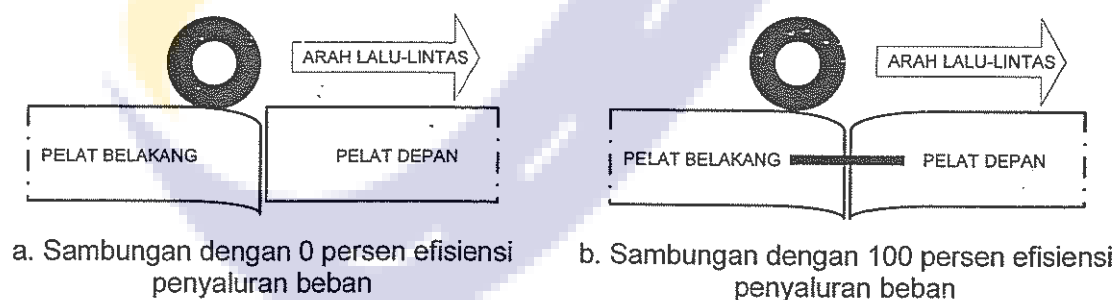 ARAH LALU-LINTAS
PELAT BELAKANG
PELAT DEPAN
a. Sambungan dengan 0 persen efisiensi
penyaluran beban
ARAH LALU-LINTAS
PELAT BELAKANG
PELAT DEPAN
b. Sambungan dengan 100 persen efisiensi
penyaluran beban